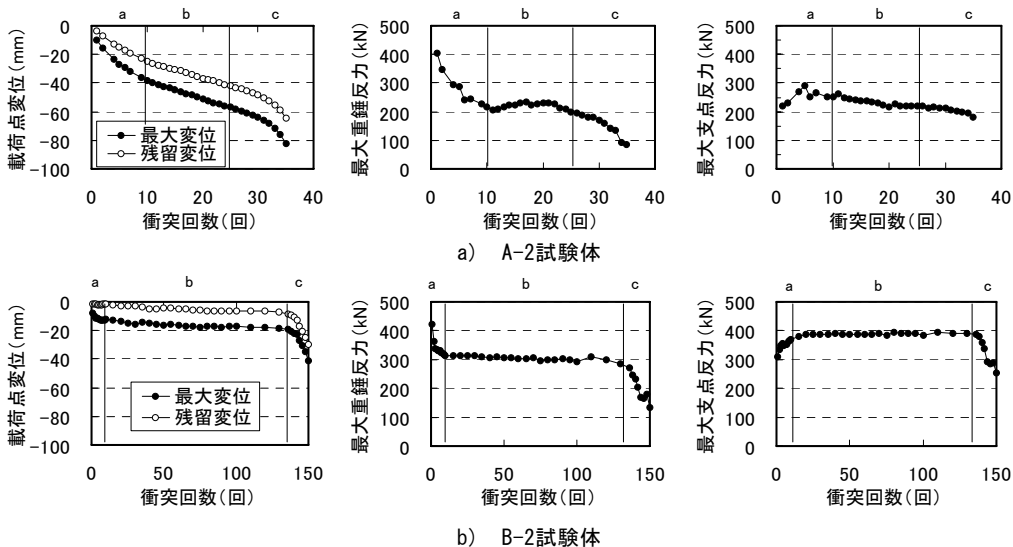 a b c
0
-20
-40
-60
-80
-100
載荷点変位(mm)
最大変位
残留変位
0 10 20 30 40
衝突回数(回)
a b c
500
400
300
200
100
0
最大重錘反力(kN)
0 10 20 30 40
衝突回数(回)
a b c
500
400
300
200
100
0
最大支点反力(kN)
0 10 20 30 40
衝突回数(回)
a) A-2試験体
a b c
0
-20
-40
-60
-80
-100
載荷点変位(mm)
最大変位
残留変位
0 50 100 150
衝突回数(回)
a b c
500
400
300
200
100
0
最大重錘反力(kN)
0 50 100 150
衝突回数(回)
a b c
500
400
300
200
100
0
最大支点反力(kN)
0 50 100 150
衝突回数(回)
b) B-2試験体